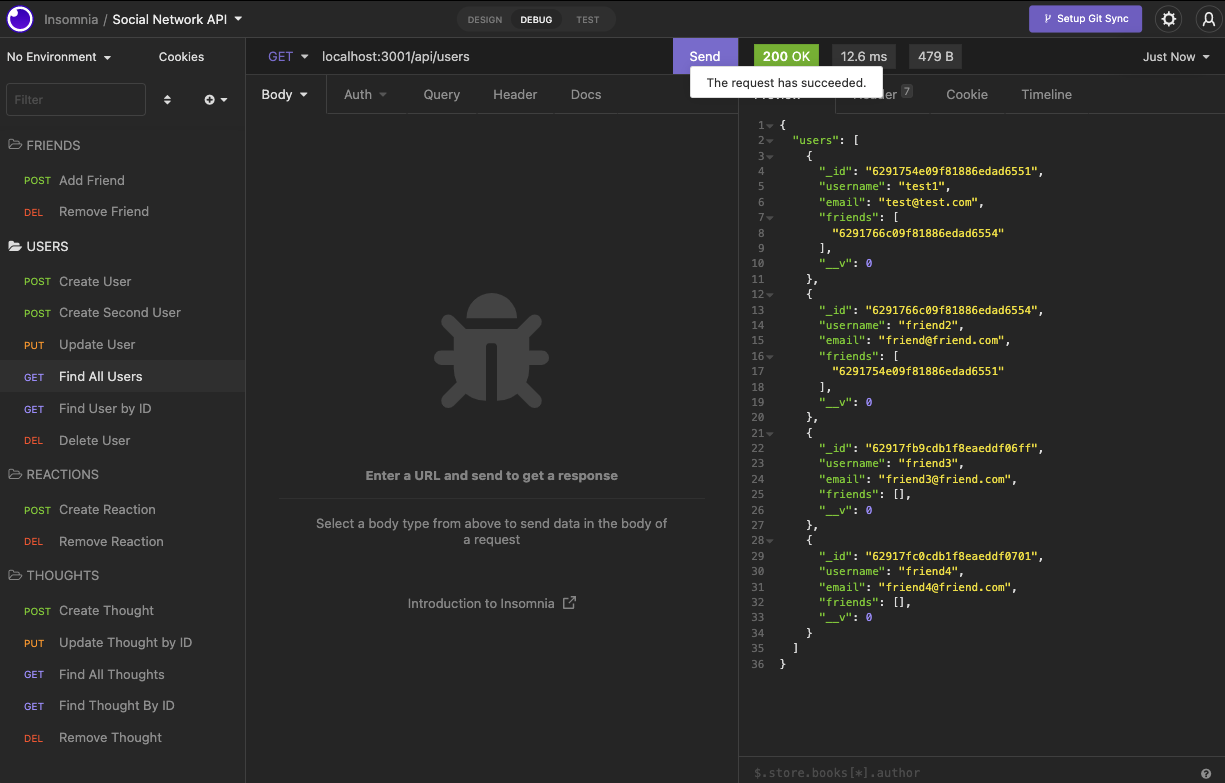 Insomnia / Social Network API
DESIGN DEBUG TEST
Setup Git Sync
No Environment Cookies
GET localhost:3001/api/users Send
200 OK 12.6 ms 479 B Just Now
The request has succeeded.
Filter
Body Auth Query Header Docs
7 Cookie Timeline
FRIENDS
POST Add Friend
DEL Remove Friend
USERS
POST Create User
POST Create Second User
PUT Update User
GET Find All Users
GET Find User by ID
DEL Delete User
REACTIONS
POST Create Reaction
DEL Remove Reaction
THOUGHTS
POST Create Thought
PUT Update Thought by ID
GET Find All Thoughts
GET Find Thought By ID
DEL Remove Thought
Enter a URL and send to get a response
Select a body type from above to send data in the body of
a request
Introduction to Insomnia
1 {
2 "users": [
3 {
4 "_id": "6291754e09f81886edad6551",
5 "username": "test1",
6 "email": "test@test.com",
7 "friends": [
8 "6291766c09f81886edad6554"
9 ],
10 "__v": 0
11 },
12 {
13 "_id": "6291766c09f81886edad6554",
14 "username": "friend2",
15 "email": "friend@friend.com",
16 "friends": [
17 "6291754e09f81886edad6551"
18 ],
19 "__v": 0
20 },
21 {
22 "_id": "62917fb9cdb1f8eaeddf06ff",
23 "username": "friend3",
24 "email": "friend3@friend.com",
25 "friends": [],
26 "__v": 0
27 },
28 {
29 "_id": "62917fc0cdb1f8eaeddf0701",
30 "username": "friend4",
31 "email": "friend4@friend.com",
32 "friends": [],
33 "__v": 0
34 }
35 ]
36 }
$.store.books[*].author